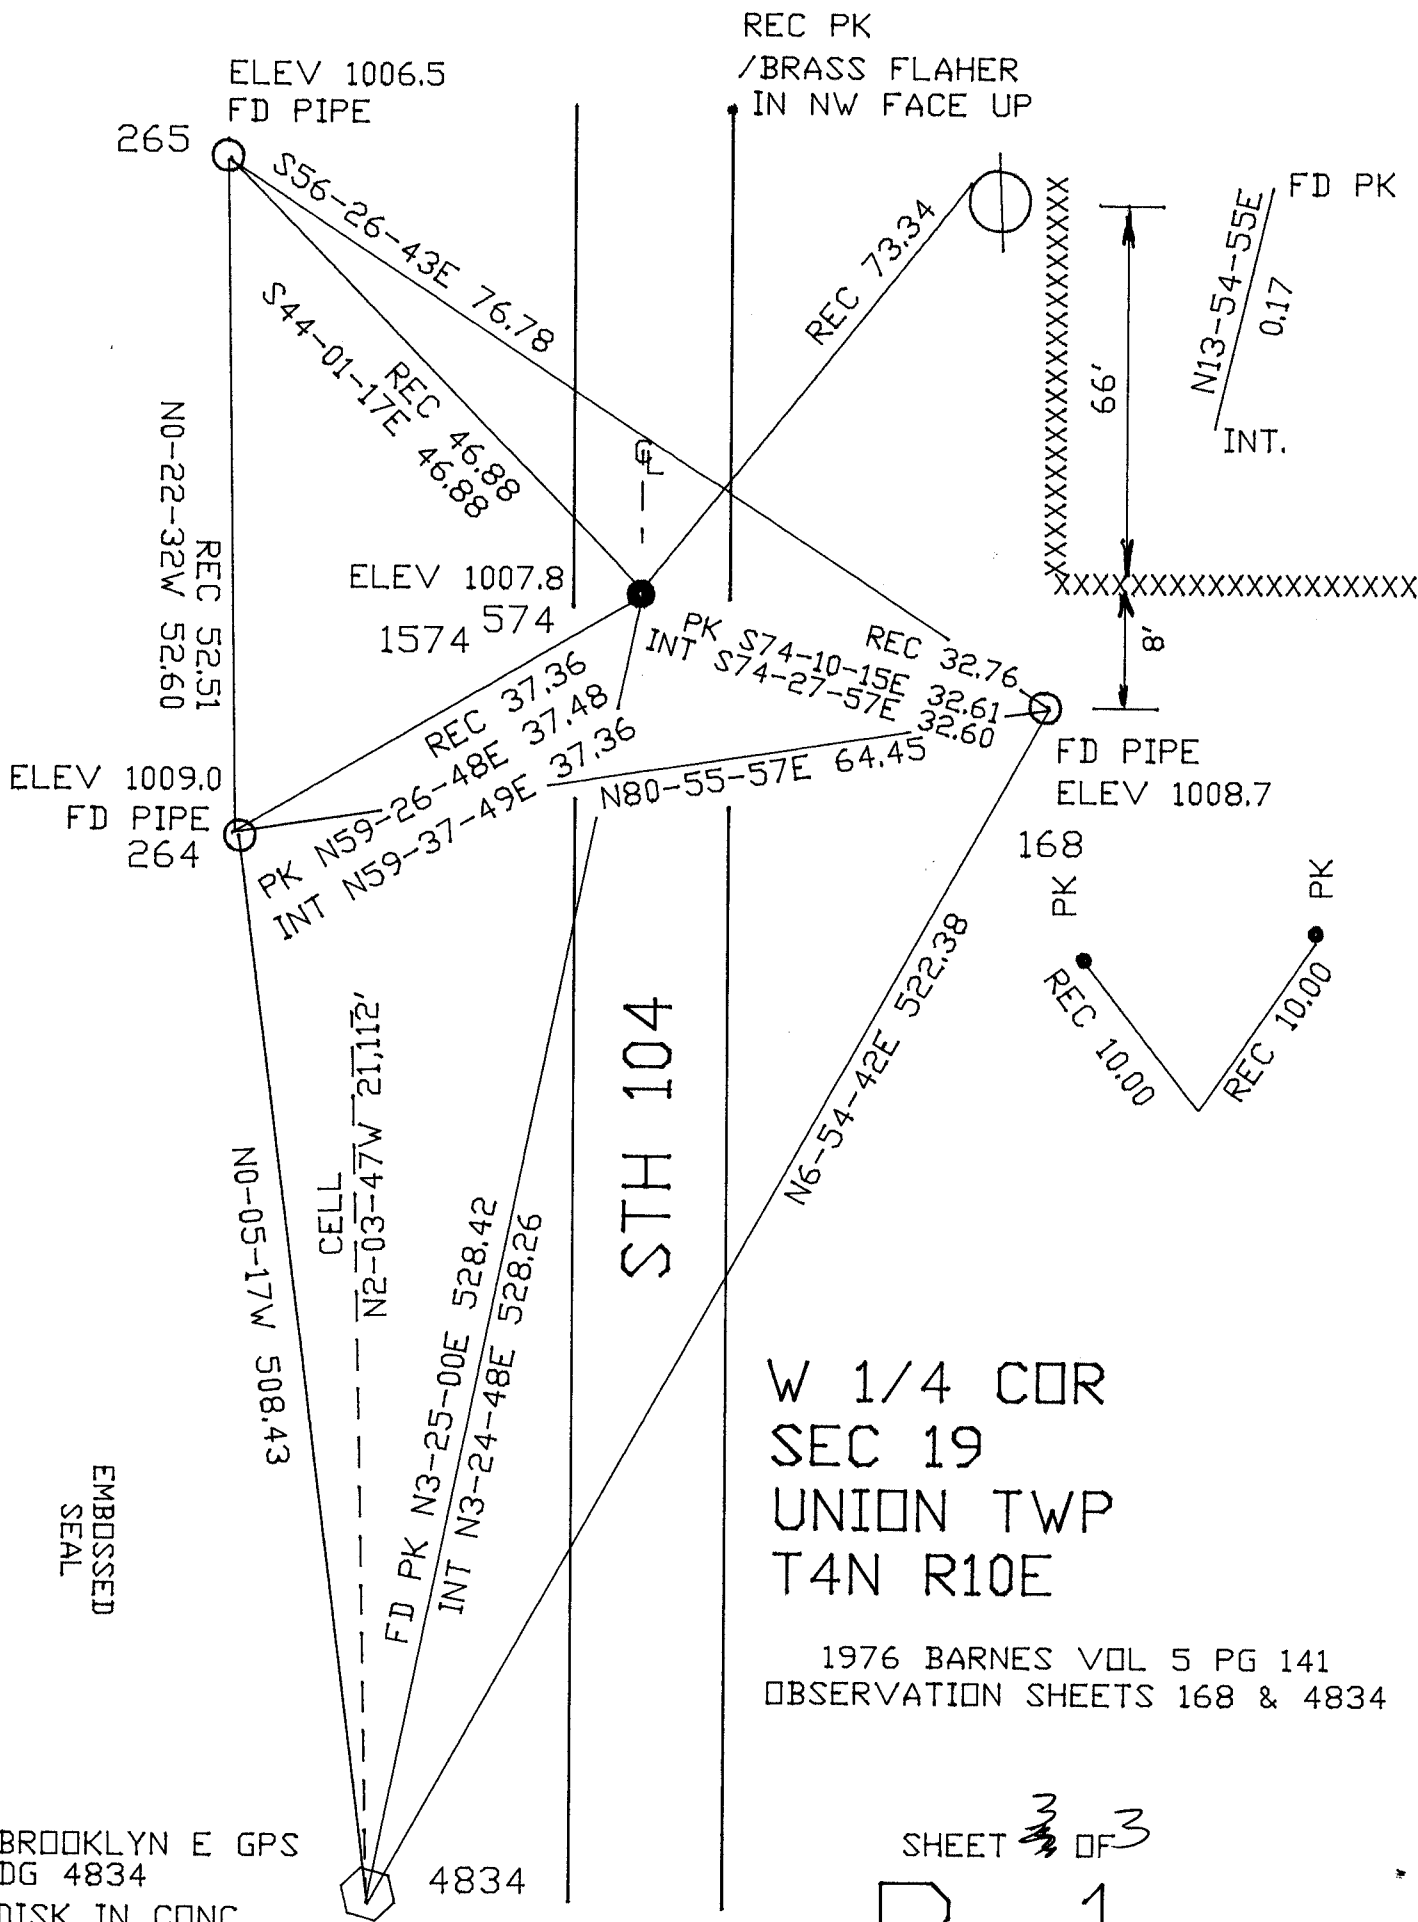 REC PK
/BRASS FLAHER
IN NW FACE UP
ELEV 1006.5
FD PIPE
265
S56-26-43E 76.78
REC 46.88
S44-01-17E 46.88
REC 73.34
FD PK
N13-54-55E
0.17
INT.
66'
8'
XXXXXXXXXXXXXXXXXXXXXXX
XXXXXXXXXXXXXXXXXXXX
REC 52.51
N0-22-32W 52.60
CL
ELEV 1007.8
574
1574
REC 32.76
PK S74-10-15E 32.61
INT S74-27-57E 32.60
REC 37.36
PK N59-26-48E 37.48
INT N59-37-49E 37.36
N80-55-57E 64.45
ELEV 1009.0
FD PIPE
264
FD PIPE
ELEV 1008.7
168
PK
PK
REC 10.00
REC 10.00
N6-54-42E 522.38
STH 104
CELL
N2-03-47W 21,112'
N0-05-17W 508.43
FD PK N3-25-00E 528.42
INT N3-24-48E 528.26
W 1/4 COR
SEC 19
UNION TWP
T4N R10E
1976 BARNES VOL 5 PG 141
OBSERVATION SHEETS 168 & 4834
EMBOSSED
SEAL
BROOKLYN E GPS
DG 4834
DISK IN CONC
4834
SHEET 3 OF 3